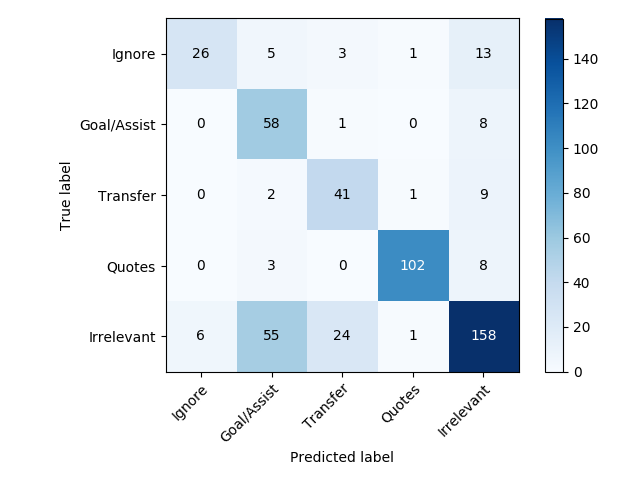 Ignore 26 5 3 1 13
Goal/Assist 0 58 1 0 8
Transfer 0 2 41 1 9
Quotes 0 3 0 102 8
Irrelevant 6 55 24 1 158
Ignore Goal/Assist Transfer Quotes Irrelevant
True label
Predicted label
140
120
100
80
60
40
20
0